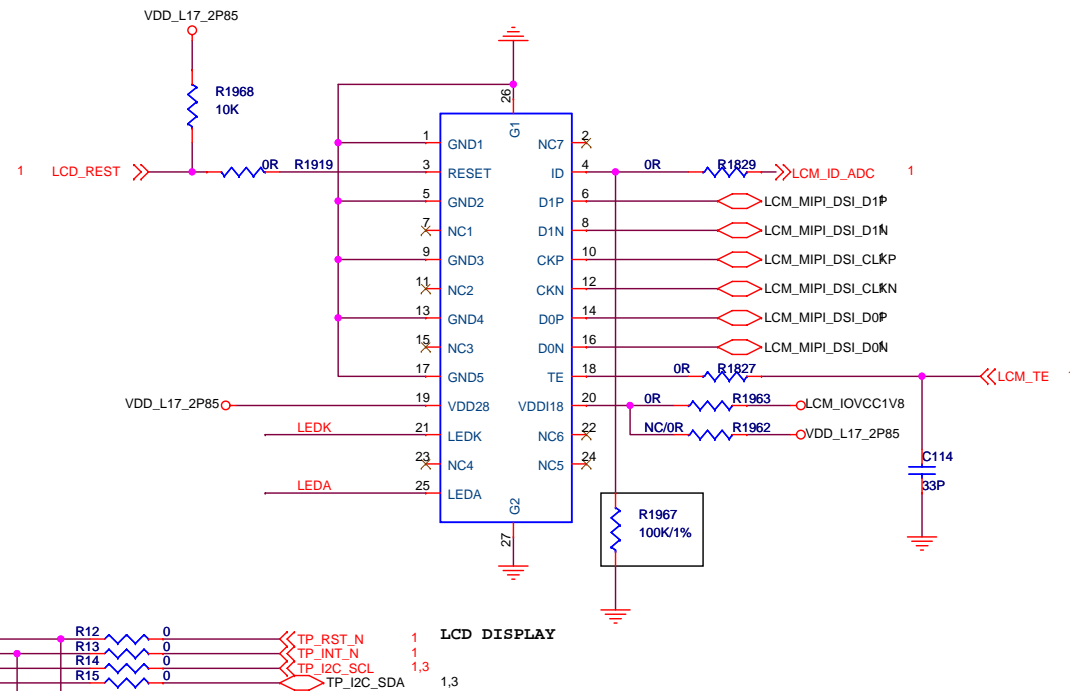 VDD_L17_2P85
R1968
10K
26
G1
1 GND1
NC7 2
1 LCD_REST
0R R1919
3 RESET
ID 4
0R R1829
LCM_ID_ADC 1
5 GND2
D1P 6
LCM_MIPI_DSI_D1P
7 NC1
D1N 8
LCM_MIPI_DSI_D1N
9 GND3
CKP 10
LCM_MIPI_DSI_CLKP
11 NC2
CKN 12
LCM_MIPI_DSI_CLKN
13 GND4
D0P 14
LCM_MIPI_DSI_D0P
15 NC3
D0N 16
LCM_MIPI_DSI_D0N
17 GND5
TE 18
0R R1827
LCM_TE
VDD_L17_2P85
19 VDD28
VDDI18 20
0R R1963
LCM_IOVCC1V8
LEDK
21 LEDK
NC6 22
NC/0R R1962
VDD_L17_2P85
23 NC4
NC5 24
C114
33P
LEDA
25 LEDA
G2
27
R1967
100K/1%
R12 0
TP_RST_N 1
LCD DISPLAY
R13 0
TP_INT_N 1
R14 0
TP_I2C_SCL 1,3
R15 0
TP_I2C_SDA 1,3